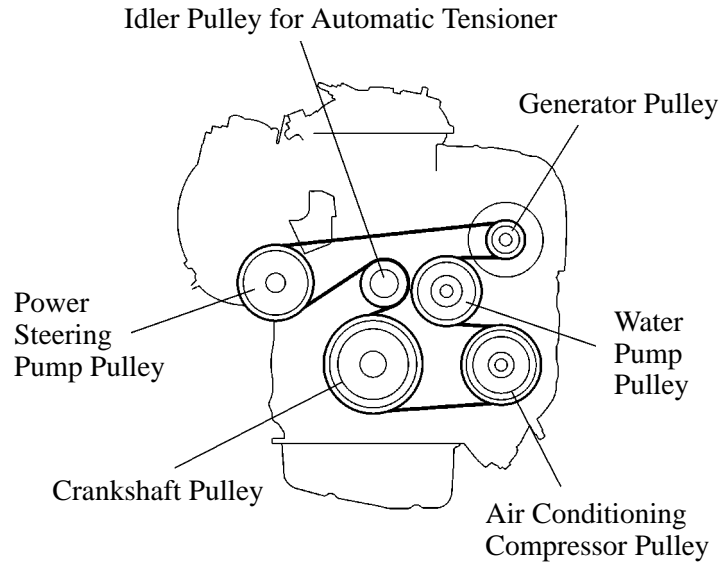 Idler Pulley for Automatic Tensioner
Generator Pulley
Power
Steering
Pump Pulley
Water
Pump
Pulley
Crankshaft Pulley
Air Conditioning
Compressor Pulley